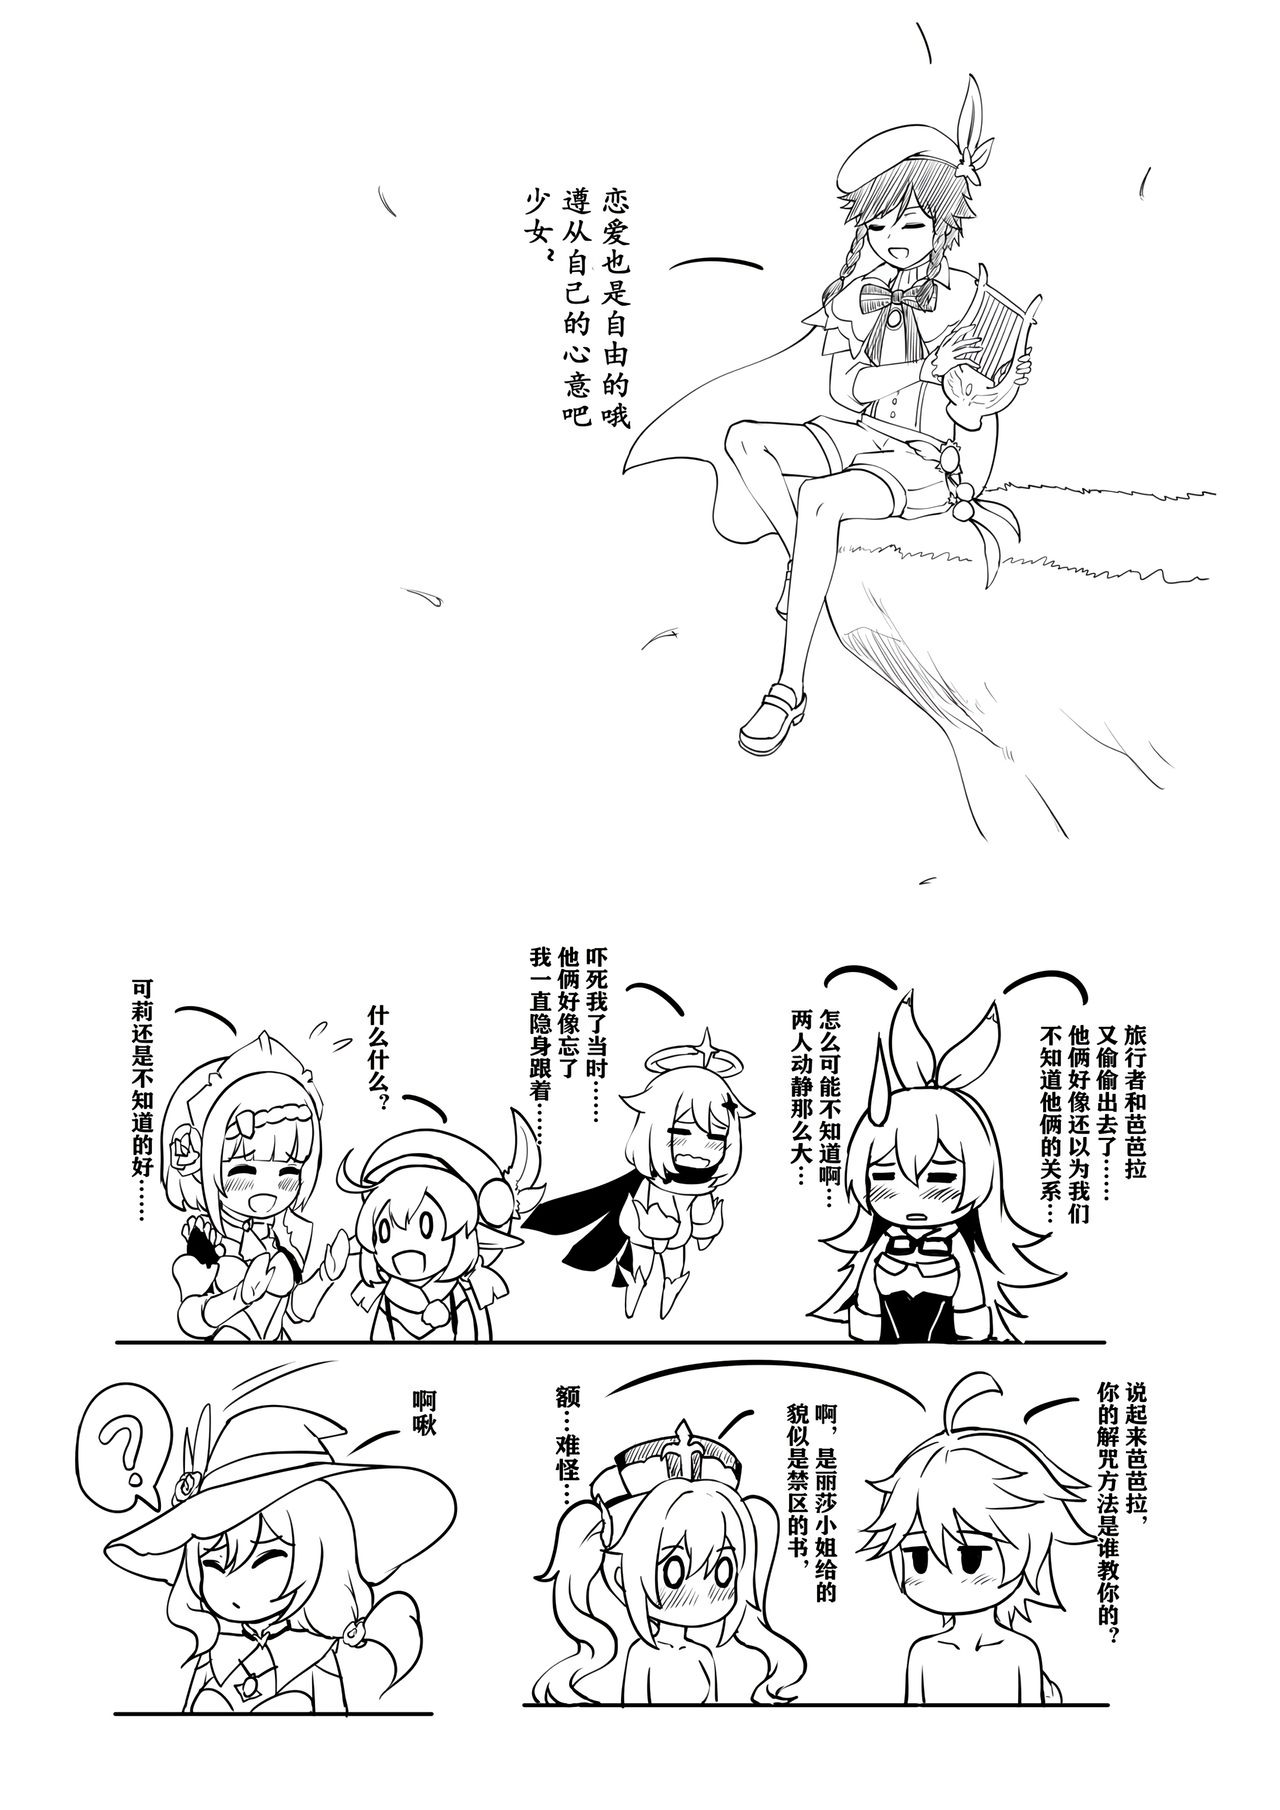 恋爱也是自由的哦
遵从自己的心意吧
少女~
旅行者和芭芭拉
又偷偷出去了……
他俩好像还以为我们
不知道他俩的关系…
怎么可能不知道啊…
两人动静那么大…
吓死我了当时……
他俩好像忘了
我一直隐身跟着……
什么什么?
可莉还是不知道的好……
说起来芭芭拉,
你的解咒方法是谁教你的?
啊,是丽莎小姐给的
貌似是禁区的书,
额…难怪…
啊啾
?